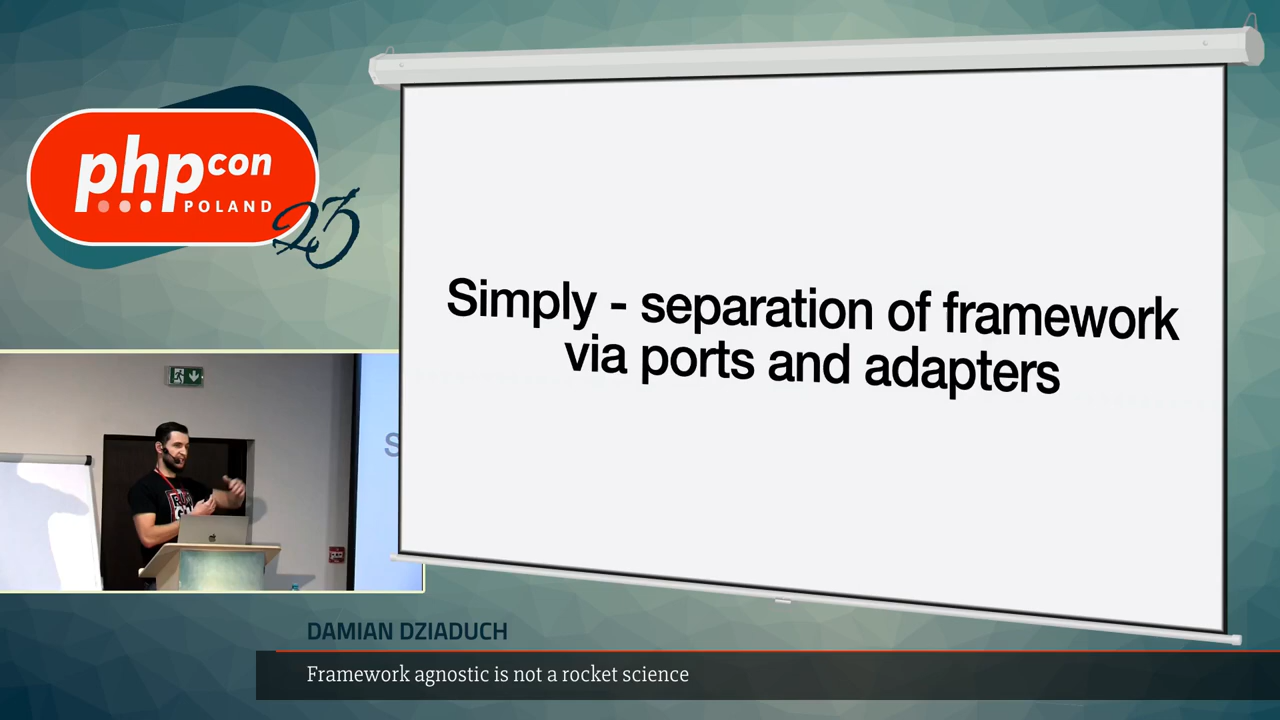 phpcon
POLAND
23
Simply - separation of framework
via ports and adapters
S
DAMIAN DZIADUCH
Framework agnostic is not a rocket science